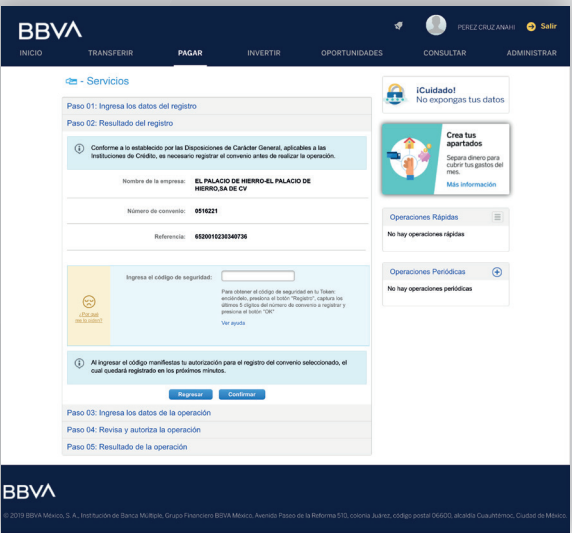 BBVA
PEREZ CRUZ ANAHI
Salir
INICIO TRANSFERIR PAGAR INVERTIR OPORTUNIDADES CONSULTAR ADMINISTRAR
- Servicios
Paso 01: Ingresa los datos del registro
Paso 02: Resultado del registro
Conforme a lo establecido por las Disposiciones de Carácter General, aplicables a las
Instituciones de Crédito, es necesario registrar el convenio antes de realizar la operación.
Nombre de la empresa: EL PALACIO DE HIERRO-EL PALACIO DE
HIERRO,SA DE CV
Número de convenio: 0516221
Referencia: 6520010230340736
Ingresa el código de seguridad:
Para obtener el código de seguridad en tu Token:
enciéndelo, presiona el botón "Registro", captura los
últimos 5 dígitos del número de convenio a registrar y
presiona el botón "OK"
Ver ayuda
¿Por qué
me lo piden?
Al ingresar el código manifiestas tu autorización para el registro del convenio seleccionado, el
cual quedará registrado en los próximos minutos.
Regresar Confirmar
Paso 03: Ingresa los datos de la operación
Paso 04: Revisa y autoriza la operación
Paso 05: Resultado de la operación
¡Cuidado!
No expongas tus datos
Crea tus
apartados
Separa dinero para
cubrir tus gastos del
mes.
Más información
Operaciones Rápidas
No hay operaciones rápidas
Operaciones Periódicas
No hay operaciones periódicas
BBVA
© 2019 BBVA México, S. A., Institución de Banca Múltiple, Grupo Financiero BBVA México. Avenida Paseo de la Reforma 510, colonia Juárez, código postal 06600, alcaldía Cuauhtémoc, Ciudad de México.